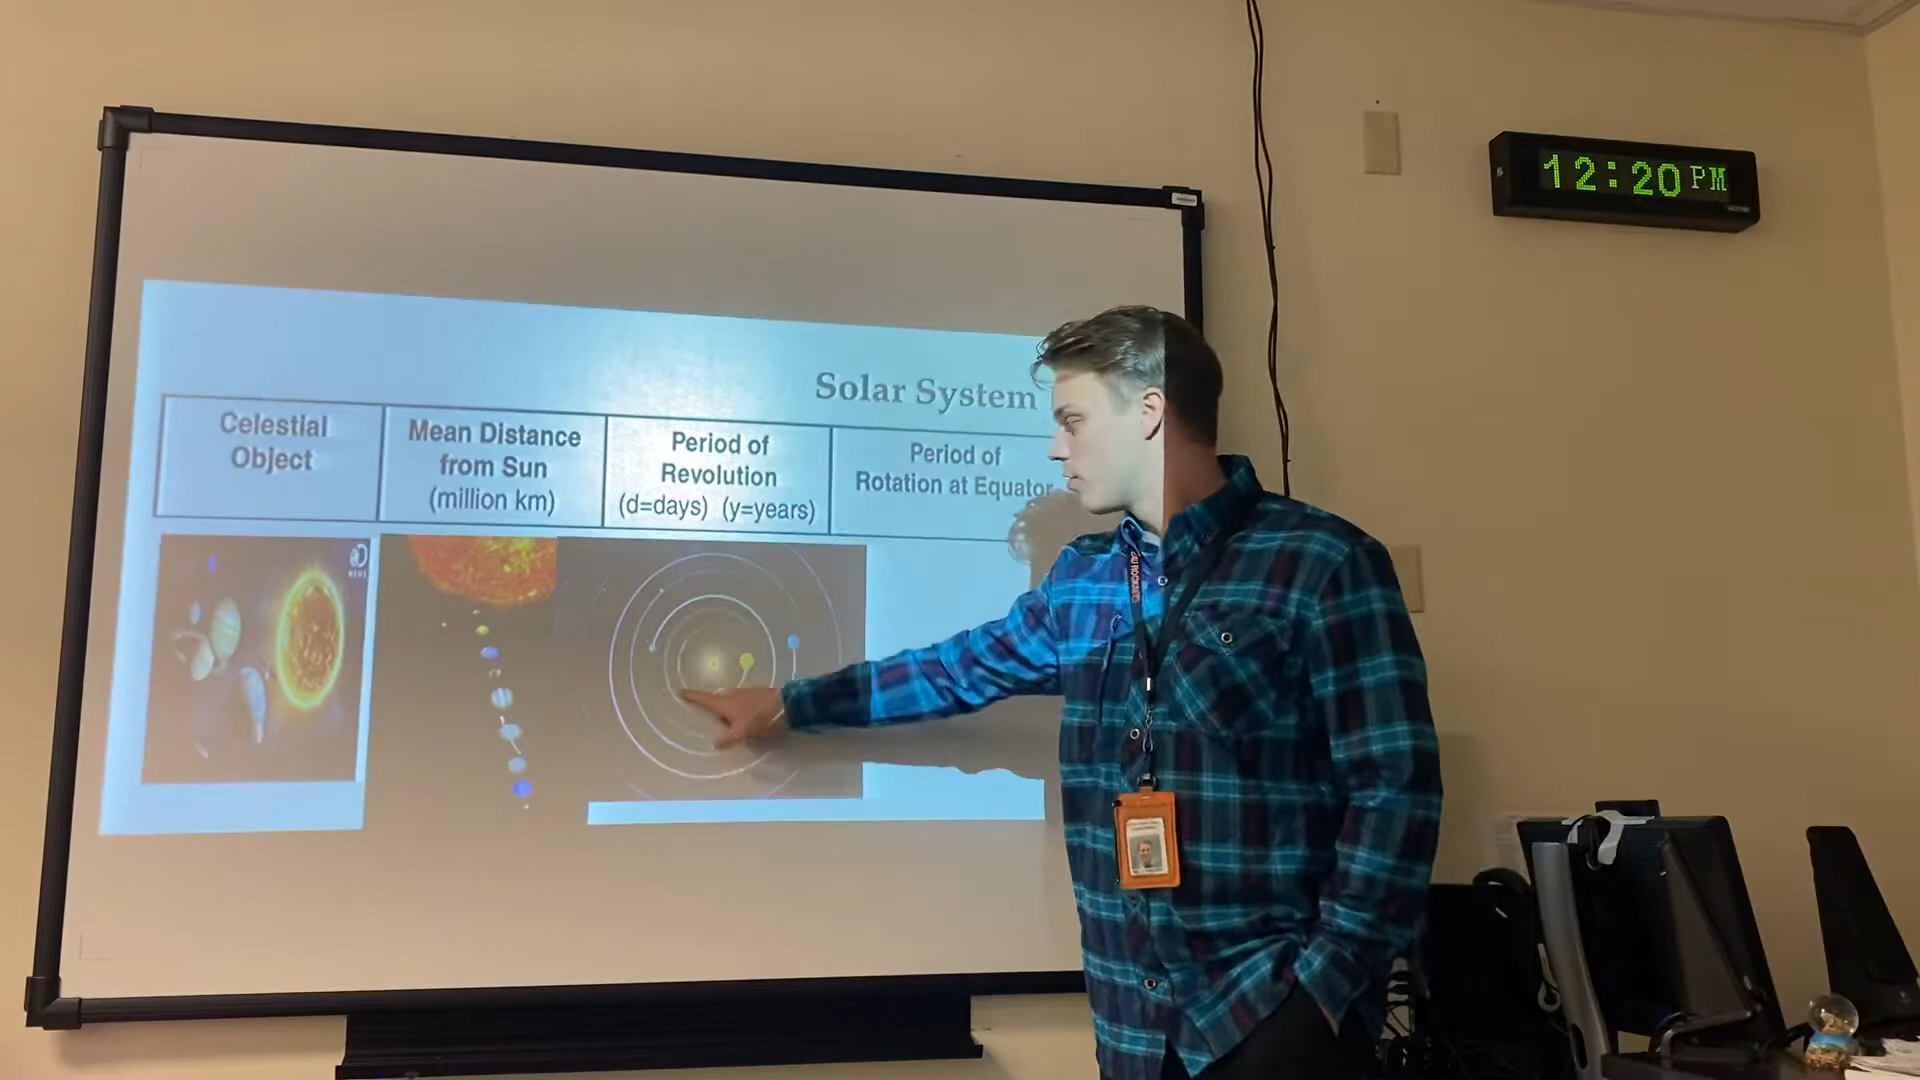 12:20 PM
Solar System
Celestial
Object
Mean Distance
from Sun
(million km)
Period of
Revolution
(d=days) (y=years)
Period of
Rotation at Equator